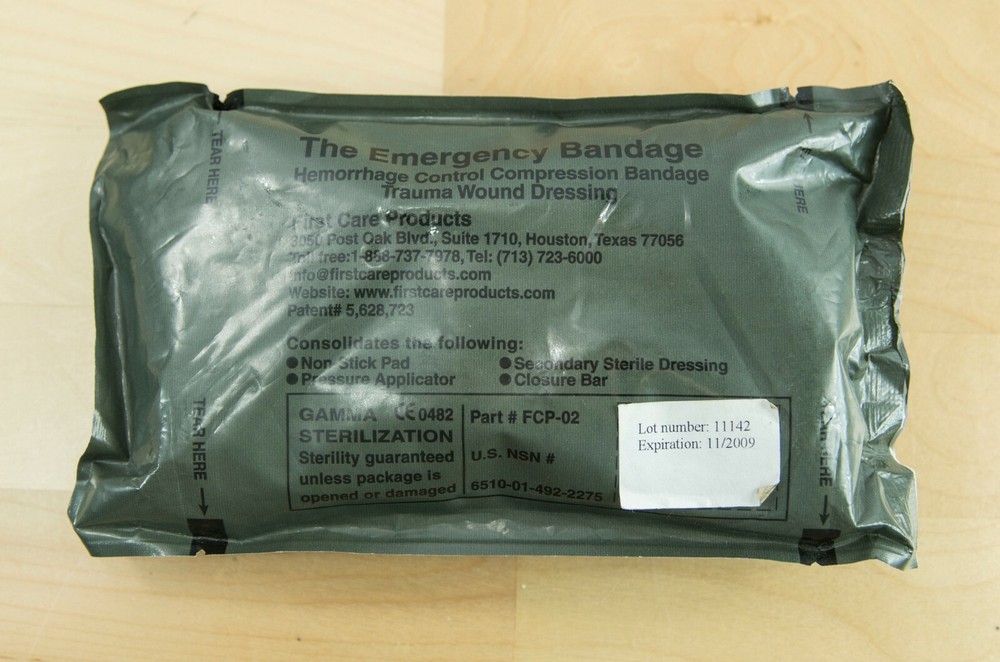 The Emergency Bandage
Hemorrhage Control Compression Bandage
Trauma Wound Dressing
First Care Products
3050 Post Oak Blvd., Suite 1710, Houston, Texas 77056
Toll free:1-888-737-7978, Tel: (713) 723-6000
info@firstcareproducts.com
Website: www.firstcareproducts.com
Patent# 5,628,723
Consolidates the following:
●Non-Stick Pad
●Pressure Applicator
●Secondary Sterile Dressing
●Closure Bar
GAMMA CE 0482
STERILIZATION
Sterility guaranteed
unless package is
opened or damaged
Part # FCP-02
U.S. NSN #
6510-01-492-2275
Lot number: 11142
Expiration: 11/2009
TEAR HERE
TEAR HERE
HERE
HERE